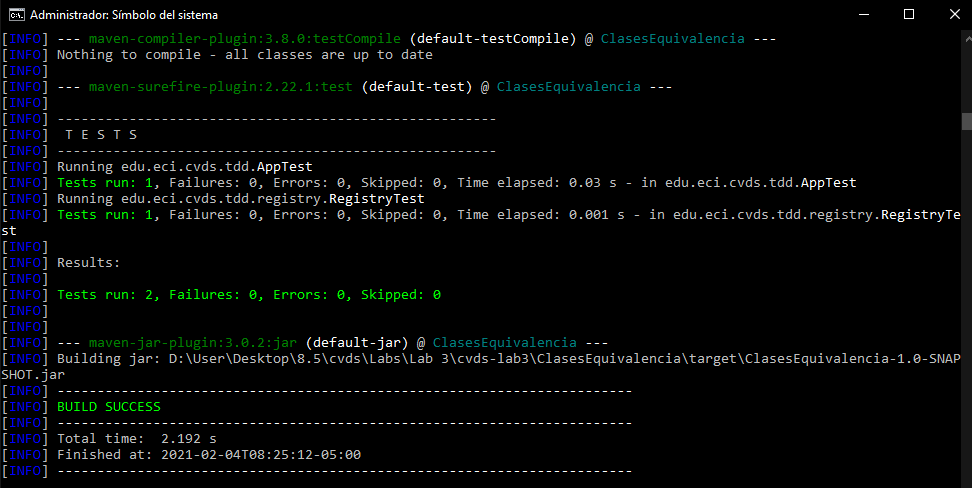 Administrador: Símbolo del sistema
[INFO] --- maven-compiler-plugin:3.8.0:testCompile (default-testCompile) @ ClasesEquivalencia ---
[INFO] Nothing to compile - all classes are up to date
[INFO]
[INFO] --- maven-surefire-plugin:2.22.1:test (default-test) @ ClasesEquivalencia ---
[INFO]
[INFO] -------------------------------------------------------
[INFO]  T E S T S
[INFO] -------------------------------------------------------
[INFO] Running edu.eci.cvds.tdd.AppTest
[INFO] Tests run: 1, Failures: 0, Errors: 0, Skipped: 0, Time elapsed: 0.03 s - in edu.eci.cvds.tdd.AppTest
[INFO] Running edu.eci.cvds.tdd.registry.RegistryTest
[INFO] Tests run: 1, Failures: 0, Errors: 0, Skipped: 0, Time elapsed: 0.001 s - in edu.eci.cvds.tdd.registry.RegistryTe
st
[INFO]
[INFO] Results:
[INFO]
[INFO] Tests run: 2, Failures: 0, Errors: 0, Skipped: 0
[INFO]
[INFO]
[INFO] --- maven-jar-plugin:3.0.2:jar (default-jar) @ ClasesEquivalencia ---
[INFO] Building jar: D:\User\Desktop\8.5\cvds\Labs\Lab 3\cvds-lab3\ClasesEquivalencia\target\ClasesEquivalencia-1.0-SNAP
SHOT.jar
[INFO] ------------------------------------------------------------------------
[INFO] BUILD SUCCESS
[INFO] ------------------------------------------------------------------------
[INFO] Total time:  2.192 s
[INFO] Finished at: 2021-02-04T08:25:12-05:00
[INFO] ------------------------------------------------------------------------